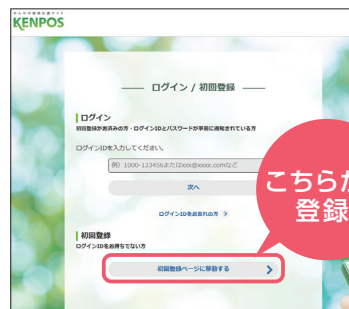 みんなの健康応援サイト
KENPOS
ログイン / 初回登録
ログイン
初回登録がお済みの方・ログインIDとパスワードが事前に通知されている方
ログインIDを入力してください。
例) 1000-123456またはxxxx@xxxx.comなど
次へ
ログインIDをお忘れの方
初回登録
ログインIDをお持ちでない方
初回登録ページに移動する
こちらか
登録